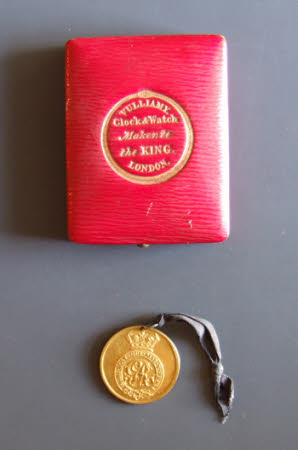 VULLIAMY.
Clock & Watch
Maker to
the KING.
LONDON.